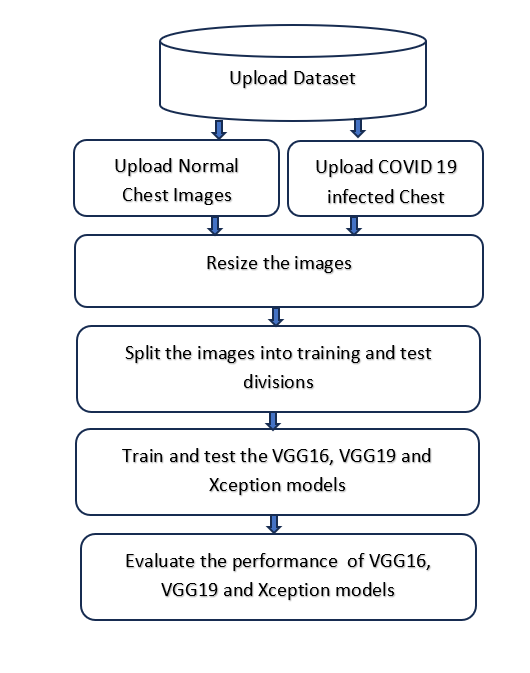 Upload Dataset
Upload Normal
Chest Images
Upload COVID 19
infected Chest
Resize the images
Split the images into training and test
divisions
Train and test the VGG16, VGG19 and
Xception models
Evaluate the performance  of VGG16,
VGG19 and Xception models